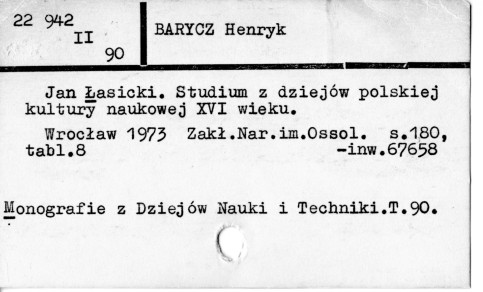 22 942
II
90
BARYCZ Henryk
Jan Łasicki. Studium z dziejów polskiej
kultury naukowej XVI wieku.
Wrocław 1973 Zakł.Nar.im.Ossol. s.180,
tabl.8 -inw.67658
Monografie z Dziejów Nauki i Techniki.T.90.